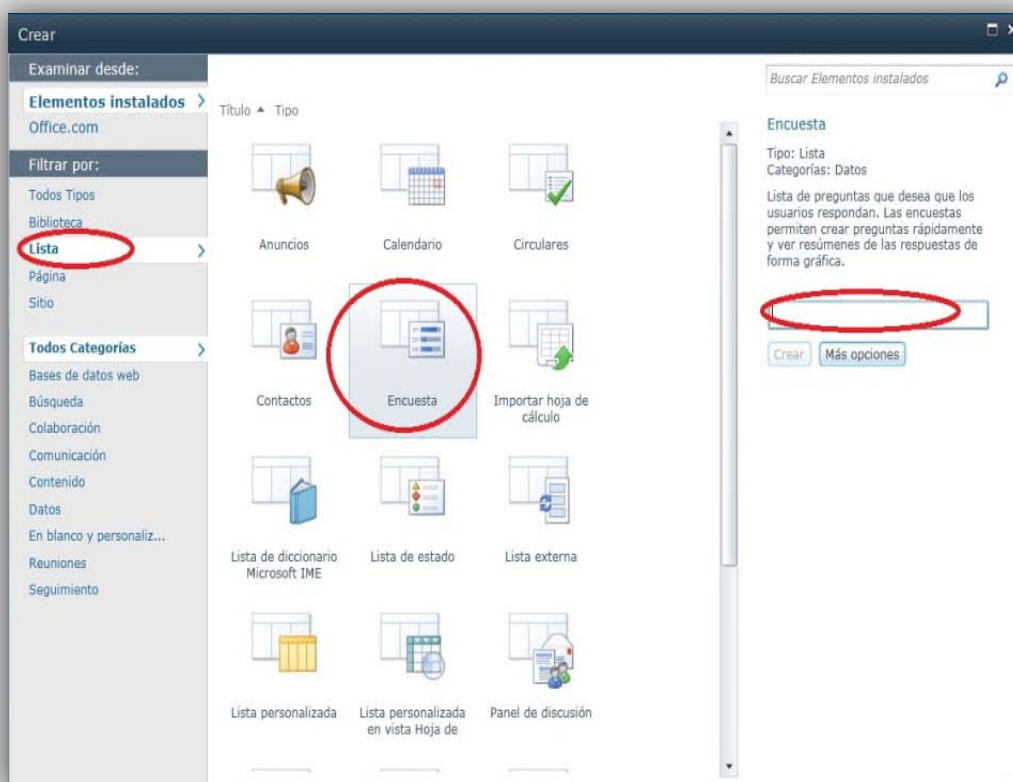 Crear
Examinar desde:
Elementos instalados
Office.com
Filtrar por:
Todos Tipos
Biblioteca
Lista
Página
Sitio
Todos Categorías
Bases de datos web
Búsqueda
Colaboración
Comunicación
Contenido
Datos
En blanco y personaliz...
Reuniones
Seguimiento
Título Tipo
Anuncios
Calendario
Circulares
Contactos
Encuesta
Importar hoja de
cálculo
Lista de diccionario
Microsoft IME
Lista de estado
Lista externa
Lista personalizada
Lista personalizada
en vista Hoja de
Panel de discusión
Buscar Elementos instalados
Encuesta
Tipo: Lista
Categorías: Datos
Lista de preguntas que desea que los
usuarios respondan. Las encuestas
permiten crear preguntas rápidamente
y ver resúmenes de las respuestas de
forma gráfica.
Crear
Más opciones